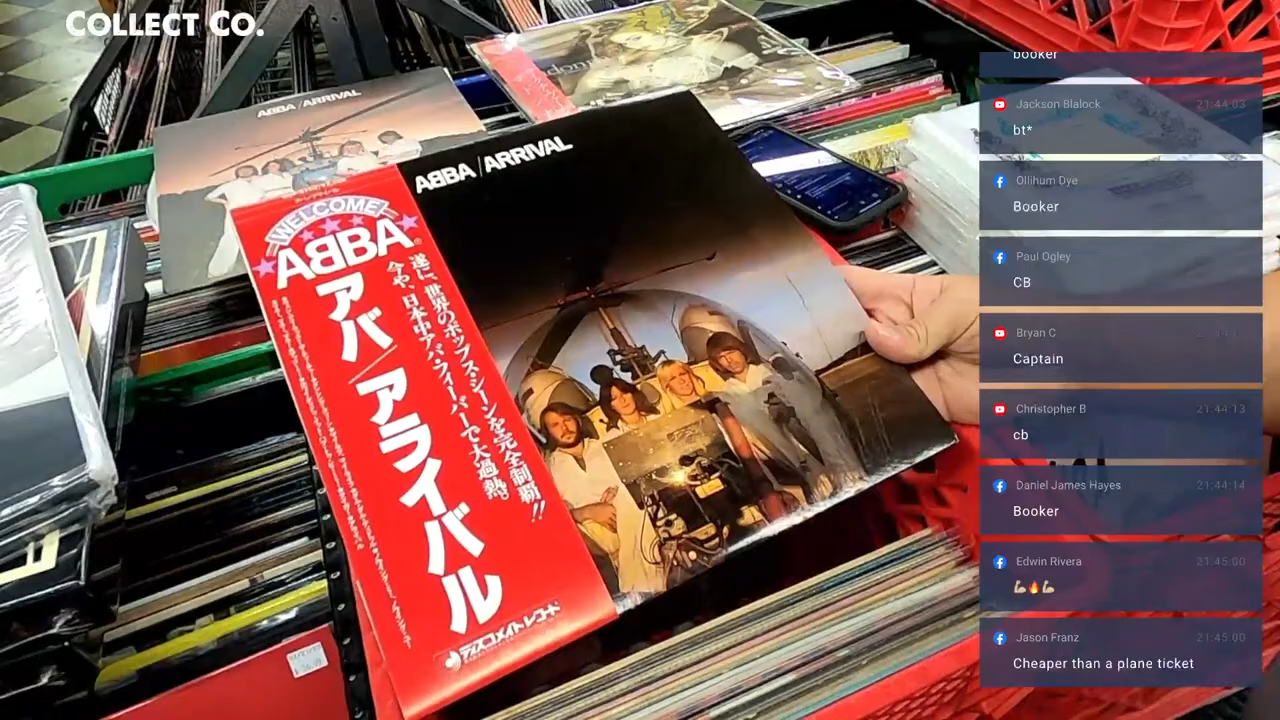 COLLECT CO.
ABBA / ARRIVAL
ABBA / ARRIVAL
WELCOME
ABBA
アバ/アライバル
遂に、世界のポップス・シーンを完全制覇!!
今や、日本中アバ・フィーバーで大過熱!!
ディスコメイト レコード
booker
Jackson Blalock 21:44:03
bt*
Ollihum Dye
Booker
Paul Ogley
CB
Bryan C
Captain
Christopher B 21:44:13
cb
Daniel James Hayes 21:44:14
Booker
Edwin Rivera 21:45:00
💪🔥💪
Jason Franz 21:45:00
Cheaper than a plane ticket